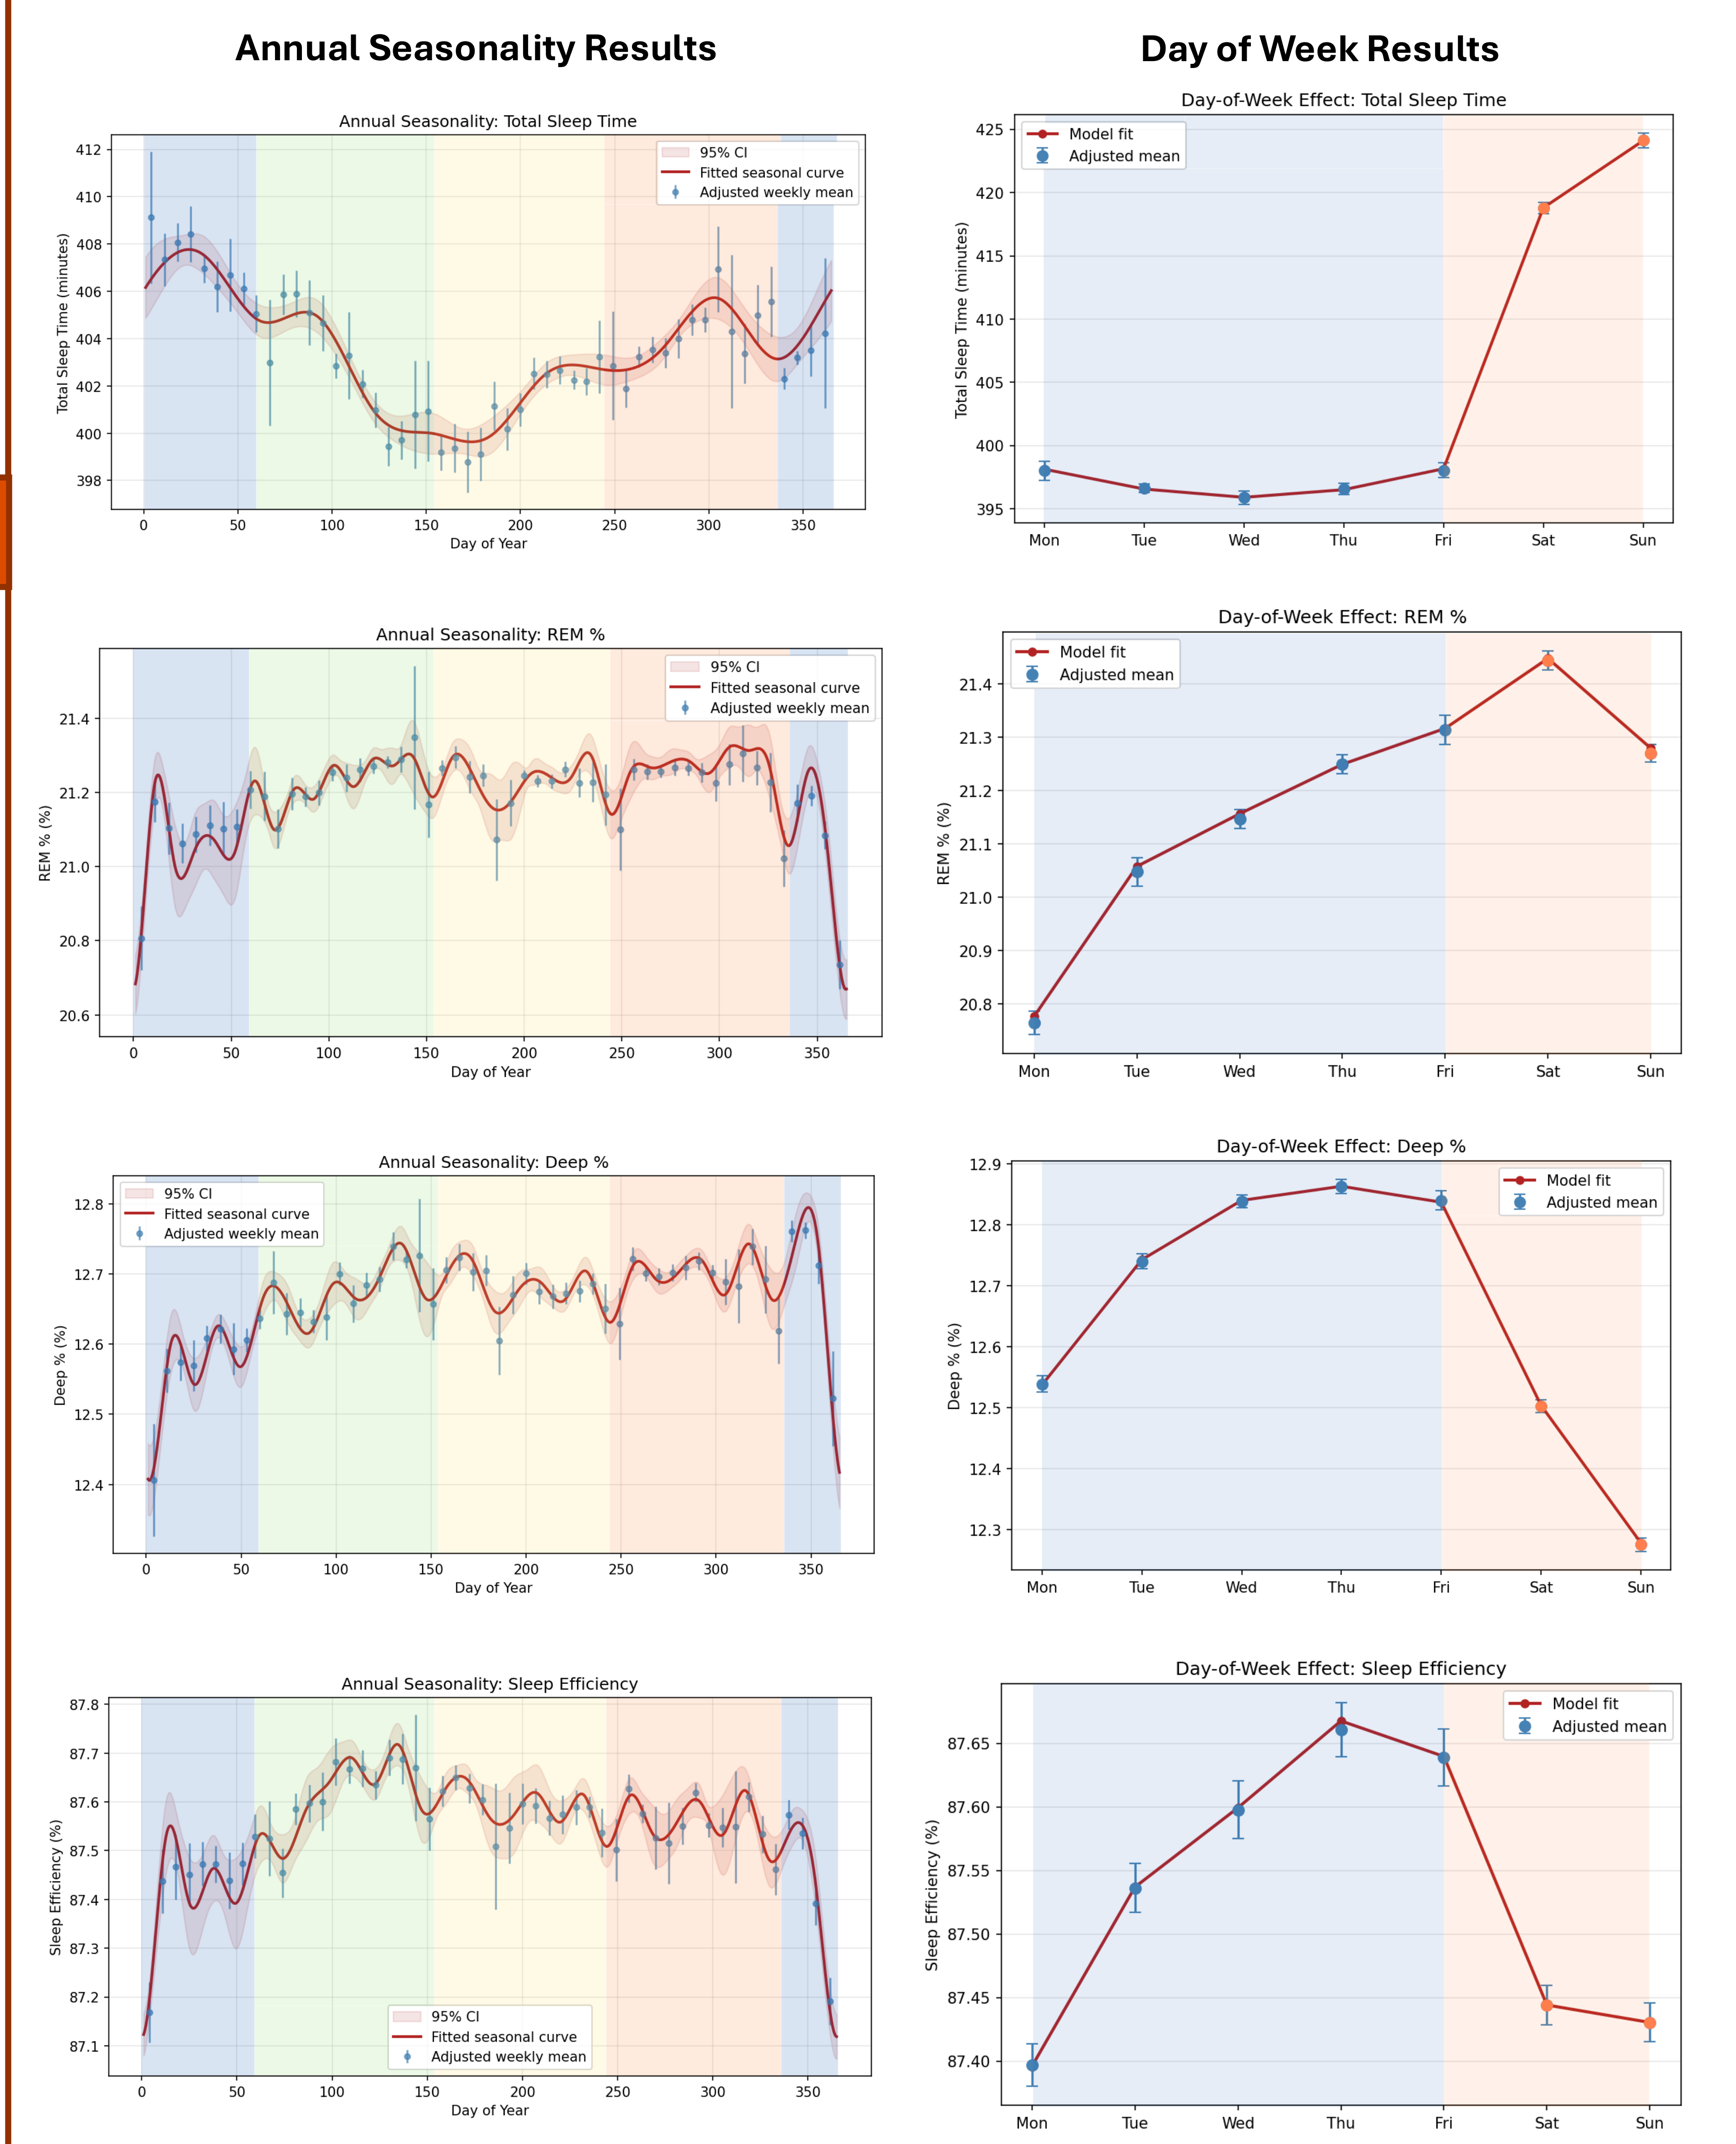 Annual Seasonality Results
Day of Week Results
Annual Seasonality: Total Sleep Time
412
410
408
406
404
402
400
398
Total Sleep Time (minutes)
95% CI
Fitted seasonal curve
Adjusted weekly mean
0 50 100 150 200 250 300 350
Day of Year
Day-of-Week Effect: Total Sleep Time
425
420
415
410
405
400
395
Total Sleep Time (minutes)
Model fit
Adjusted mean
Mon Tue Wed Thu Fri Sat Sun
Annual Seasonality: REM %
21.4
21.2
21.0
20.8
20.6
REM % (%)
95% CI
Fitted seasonal curve
Adjusted weekly mean
0 50 100 150 200 250 300 350
Day of Year
Day-of-Week Effect: REM %
21.4
21.3
21.2
21.1
21.0
20.9
20.8
REM % (%)
Model fit
Adjusted mean
Mon Tue Wed Thu Fri Sat Sun
Annual Seasonality: Deep %
12.8
12.7
12.6
12.5
12.4
Deep % (%)
95% CI
Fitted seasonal curve
Adjusted weekly mean
0 50 100 150 200 250 300 350
Day of Year
Day-of-Week Effect: Deep %
12.9
12.8
12.7
12.6
12.5
12.4
12.3
Deep % (%)
Model fit
Adjusted mean
Mon Tue Wed Thu Fri Sat Sun
Annual Seasonality: Sleep Efficiency
87.8
87.7
87.6
87.5
87.4
87.3
87.2
87.1
Sleep Efficiency (%)
95% CI
Fitted seasonal curve
Adjusted weekly mean
0 50 100 150 200 250 300 350
Day of Year
Day-of-Week Effect: Sleep Efficiency
87.65
87.60
87.55
87.50
87.45
87.40
Sleep Efficiency (%)
Model fit
Adjusted mean
Mon Tue Wed Thu Fri Sat Sun